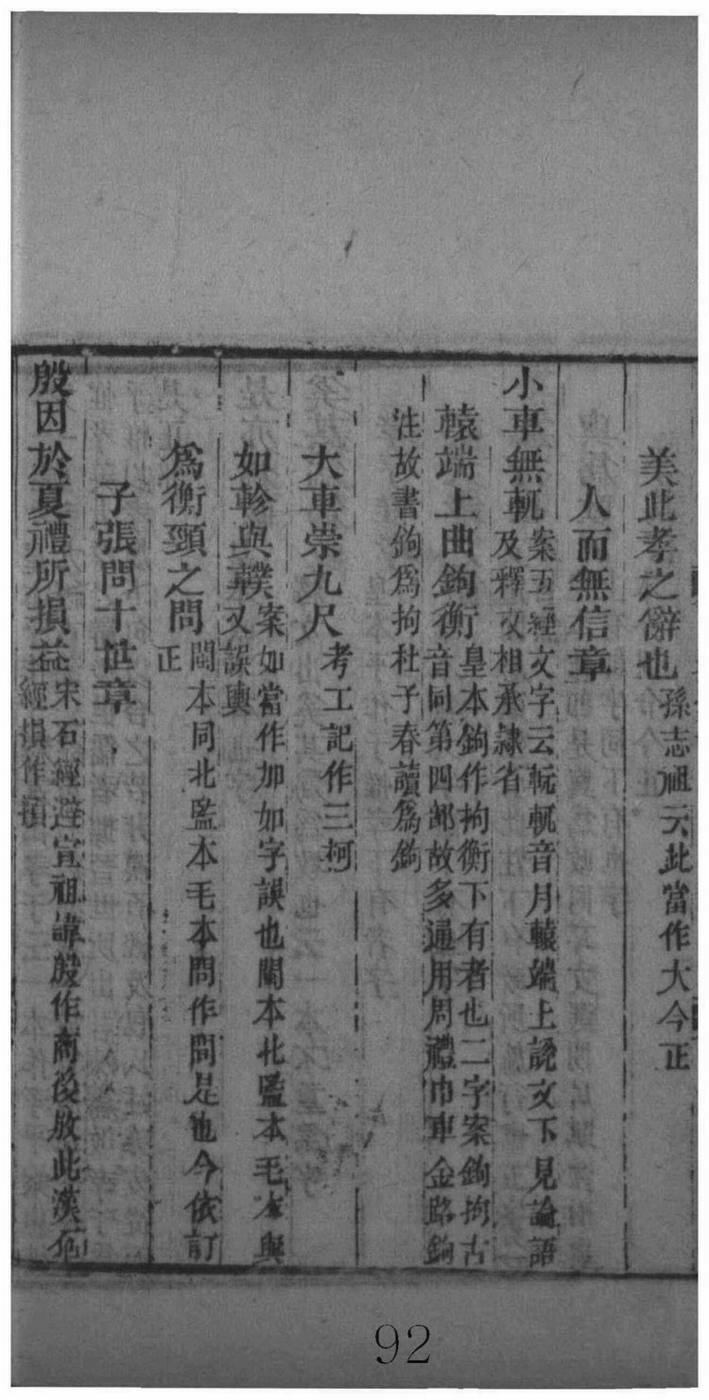 美此孝之辭也孫志祖云此當作大今正
人而無信章
小車無軏案五經文字云軏軏音月轅端上說文下見論語
及釋文相承隸省
轅端上曲鉤衡皇本鉤作拘衡下有者也二字案鉤拘古
音同第四部故多通用周禮巾車金路鉤
注故書鉤爲拘杜子春讀爲鉤
大車崇九尺考工記作三柯
如軫與轐案如當作加如字誤也閩本北監本毛本與
又誤輿
爲衡頸之間閩本同北監本毛本問作間是也今依訂
正
子張問十世章
殷因於夏禮所損益宋石經避宣祖諱殷作商後放此漢石
經損作損
92